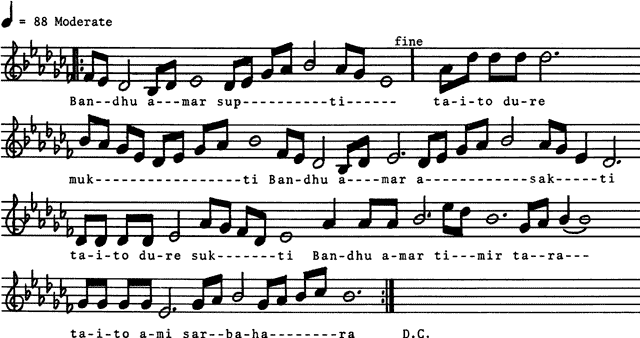 = 88 Moderate
fine
Ban--dhu a---mar sup-----------ti------ ta-i-to du-re
muk------------------ti Ban-dhu a----mar a------------sak-----ti
ta-i-to du-re suk-------ti Ban-dhu a-mar ti---mir ta--ra---
ta-i-to a-mi sar--ba-ha--------ra D.C.